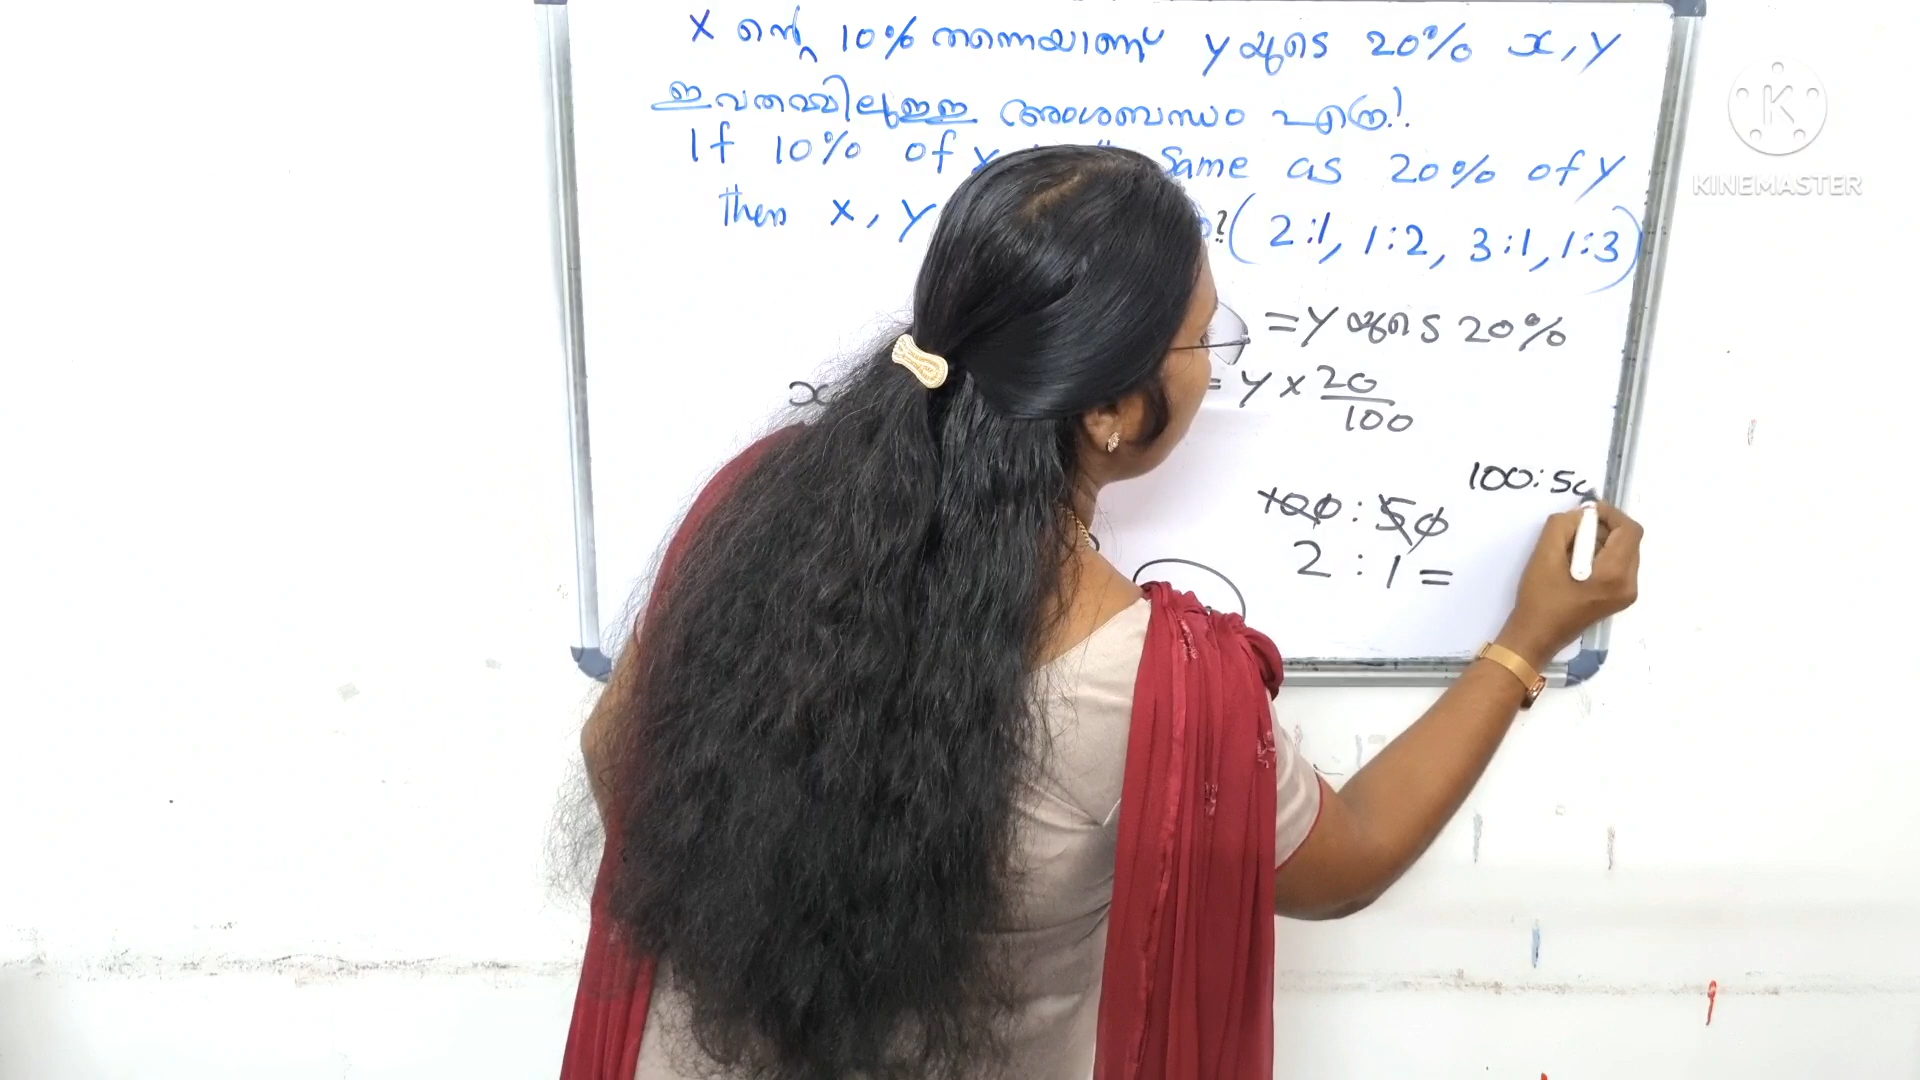 x ന്റെ 10% തന്നെയാണ് y യുടെ 20% x, y
ഇവതമ്മിലുള്ള അംശബന്ധം എത്ര?.
If 10% of x Same as 20% of y
then x, y ? (2:1, 1:2, 3:1, 1:3)
= y യുടെ 20%
x = y × 20
100
100 : 50
100:50
2 : 1 =
K
KINEMASTER